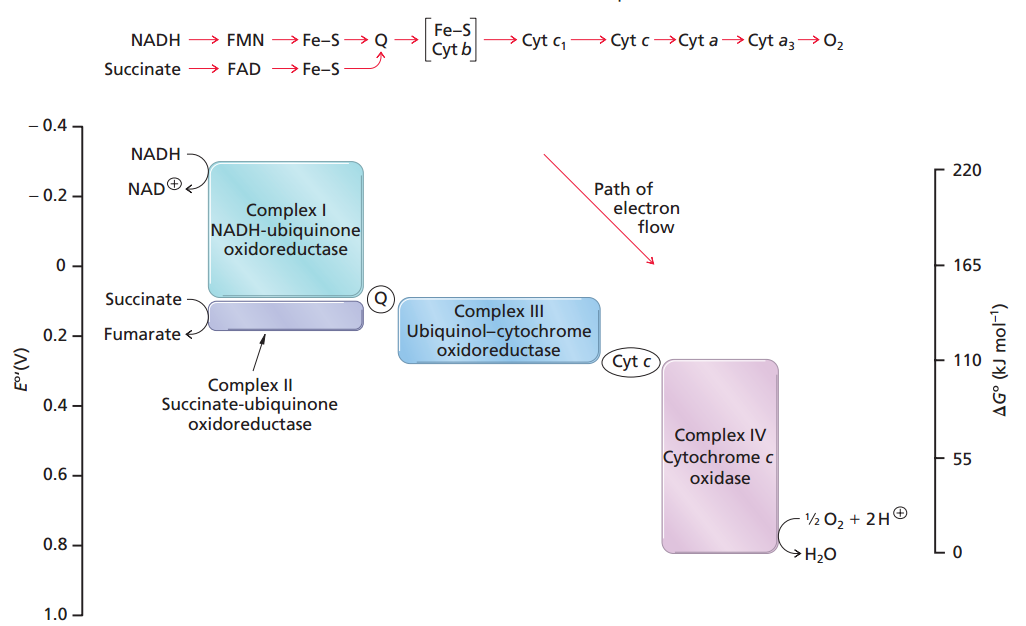 NADH → FMN → Fe–S → Q → [Fe–S Cyt b] → Cyt c₁ → Cyt c → Cyt a → Cyt a₃ → O₂
Succinate → FAD → Fe–S
– 0.4
– 0.2
0
0.2
0.4
0.6
0.8
1.0
E°′(V)
NADH
NAD⊕
Complex I
NADH-ubiquinone
oxidoreductase
Succinate
Fumarate
Complex II
Succinate-ubiquinone
oxidoreductase
Q
Complex III
Ubiquinol–cytochrome
oxidoreductase
Cyt c
Path of
electron
flow
Complex IV
Cytochrome c
oxidase
½ O₂ + 2H⊕
H₂O
220
165
110
55
0
ΔG° (kJ mol⁻¹)